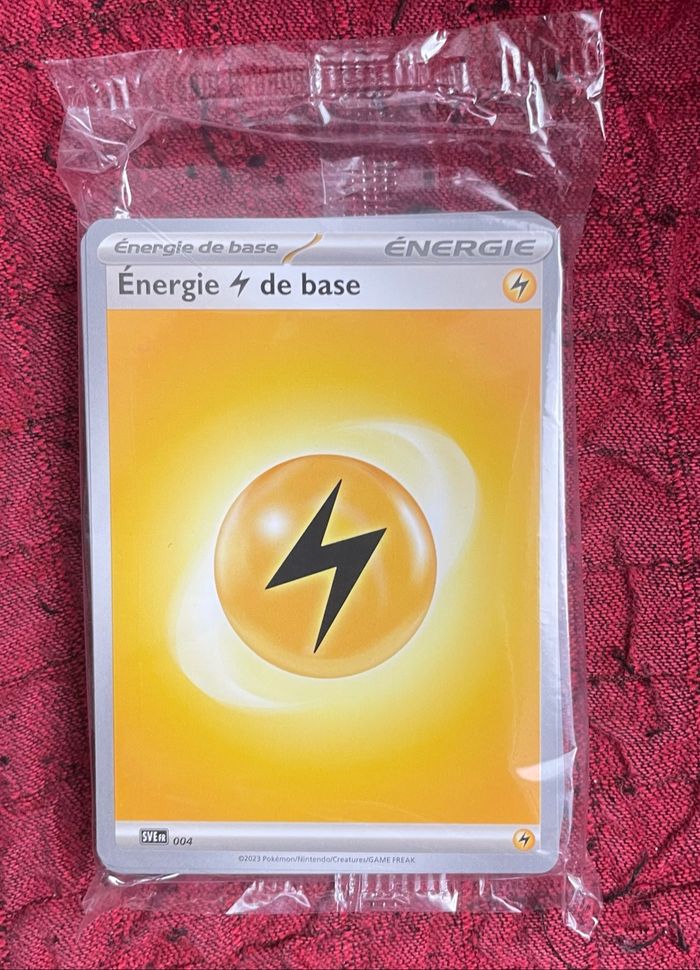 Énergie de base
ÉNERGIE
Énergie de base
SVE FR 004
©2023 Pokémon/Nintendo/Creatures/GAME FREAK